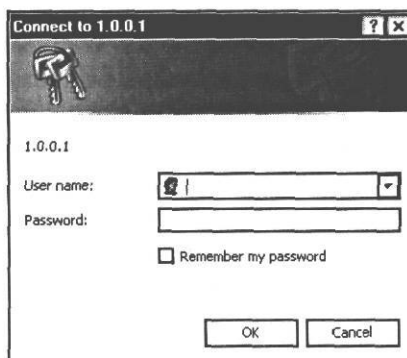 Connect to 1.0.0.1
1.0.0.1
User name:
Password:
Remember my password
OK Cancel